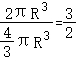 2πR³ / (4/3 πR³) = 3/2